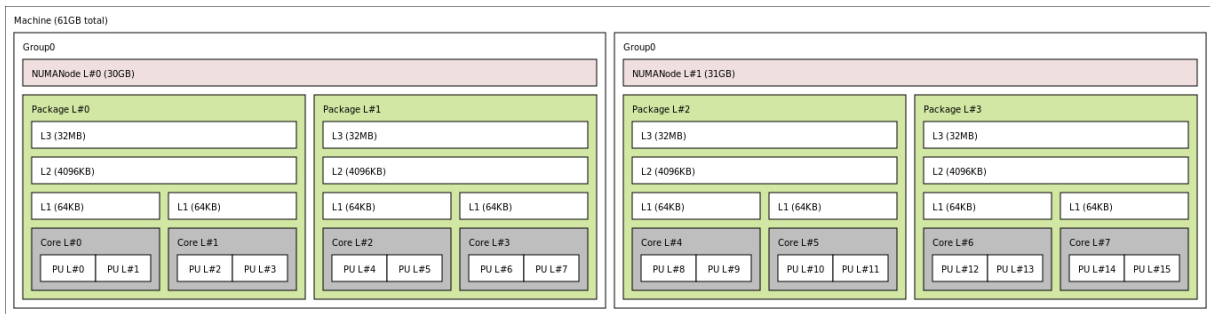 Machine (61GB total)
Group0
NUMANode L#0 (30GB)
Package L#0
L3 (32MB)
L2 (4096KB)
L1 (64KB)
L1 (64KB)
Core L#0
PU L#0
PU L#1
Core L#1
PU L#2
PU L#3
Package L#1
L3 (32MB)
L2 (4096KB)
L1 (64KB)
L1 (64KB)
Core L#2
PU L#4
PU L#5
Core L#3
PU L#6
PU L#7
Group0
NUMANode L#1 (31GB)
Package L#2
L3 (32MB)
L2 (4096KB)
L1 (64KB)
L1 (64KB)
Core L#4
PU L#8
PU L#9
Core L#5
PU L#10
PU L#11
Package L#3
L3 (32MB)
L2 (4096KB)
L1 (64KB)
L1 (64KB)
Core L#6
PU L#12
PU L#13
Core L#7
PU L#14
PU L#15